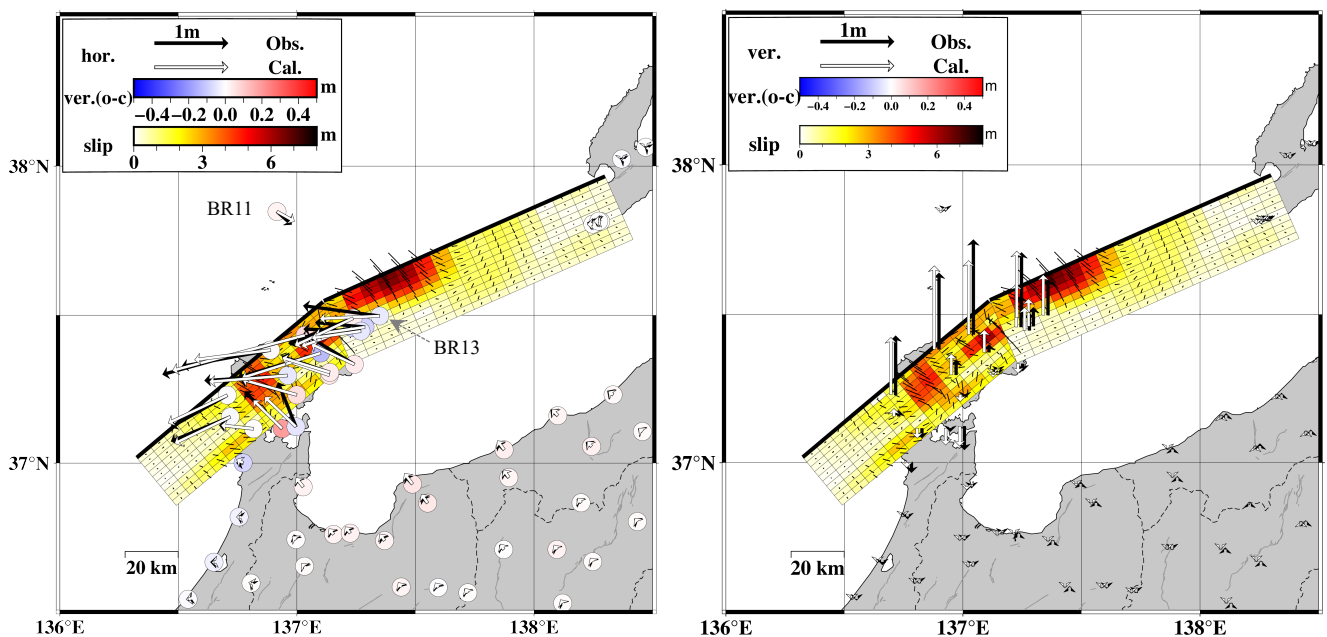 1m
hor.
Obs.
Cal.
ver.(o-c)
m
−0.4 −0.2 0.0 0.2 0.4
slip
m
0 3 6
38°N
37°N
BR11
BR13
20 km
136°E 137°E 138°E
1m
ver.
Obs.
Cal.
ver.(o-c)
m
−0.4 −0.2 0.0 0.2 0.4
slip
m
0 3 6
38°N
37°N
20 km
136°E 137°E 138°E